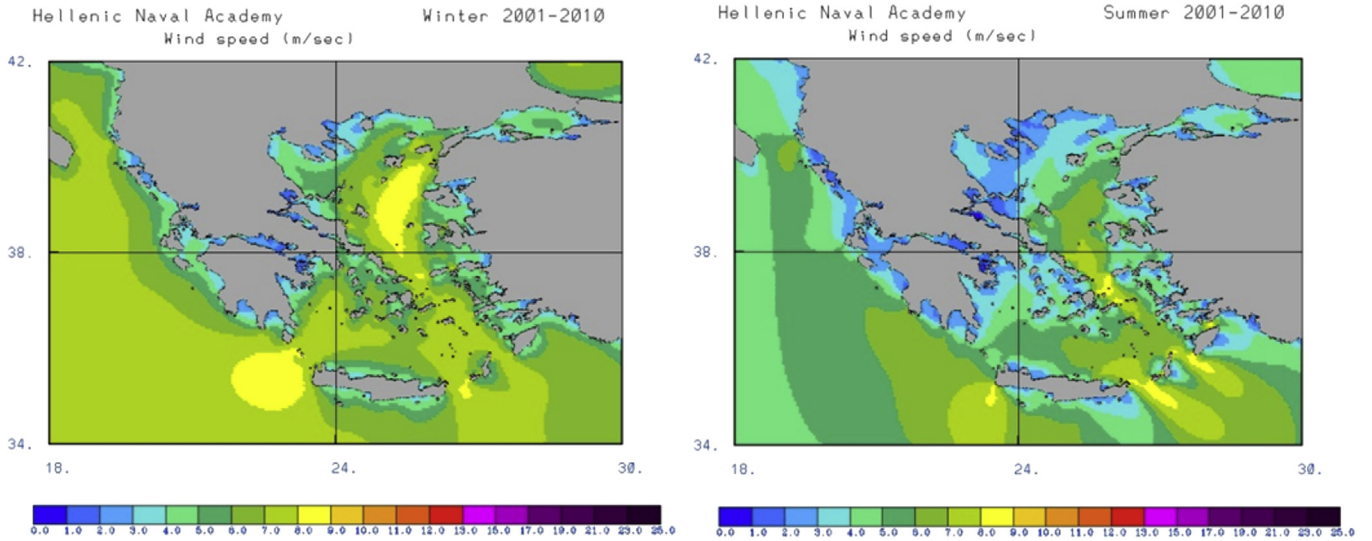 Hellenic Naval Academy Winter 2001-2010
Wind speed (m/sec)
42.
38.
34.
18. 24. 30.
0.0 1.0 2.0 3.0 4.0 5.0 6.0 7.0 8.0 9.0 10.0 11.0 12.0 13.0 15.0 17.0 19.0 21.0 23.0 25.0
Hellenic Naval Academy Summer 2001-2010
Wind speed (m/sec)
42.
38.
34.
18. 24. 30.
0.0 1.0 2.0 3.0 4.0 5.0 6.0 7.0 8.0 9.0 10.0 11.0 12.0 13.0 15.0 17.0 19.0 21.0 23.0 25.0